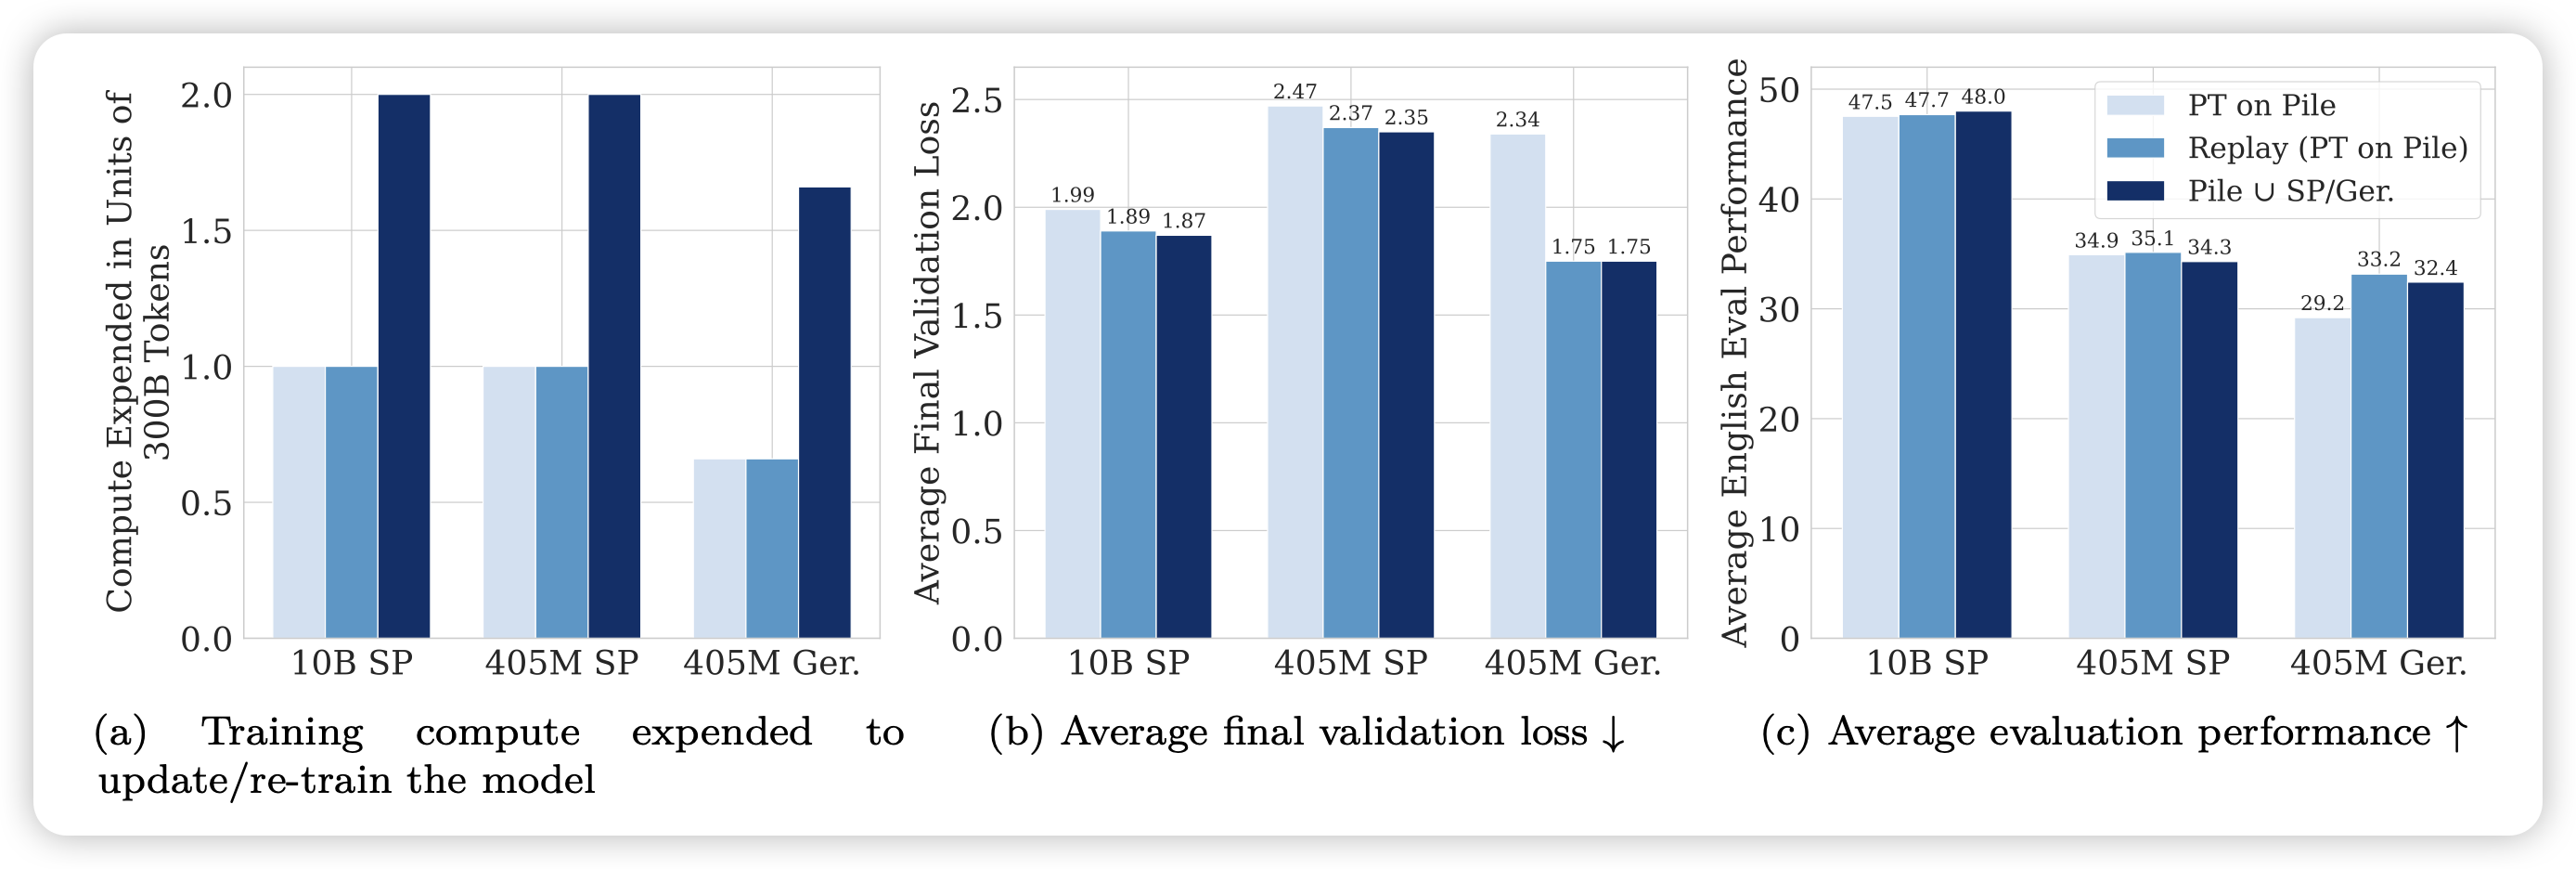 Compute Expended in Units of
300B Tokens
2.0
1.5
1.0
0.5
0.0
10B SP
405M SP
405M Ger.
(a) Training compute expended to
update/re-train the model
Average Final Validation Loss
2.5
2.0
1.5
1.0
0.5
0.0
1.99
1.89
1.87
2.47
2.37
2.35
2.34
1.75
1.75
10B SP
405M SP
405M Ger.
(b) Average final validation loss ↓
Average English Eval Performance
50
40
30
20
10
0
47.5
47.7
48.0
34.9
35.1
34.3
29.2
33.2
32.4
PT on Pile
Replay (PT on Pile)
Pile ∪ SP/Ger.
10B SP
405M SP
405M Ger.
(c) Average evaluation performance ↑